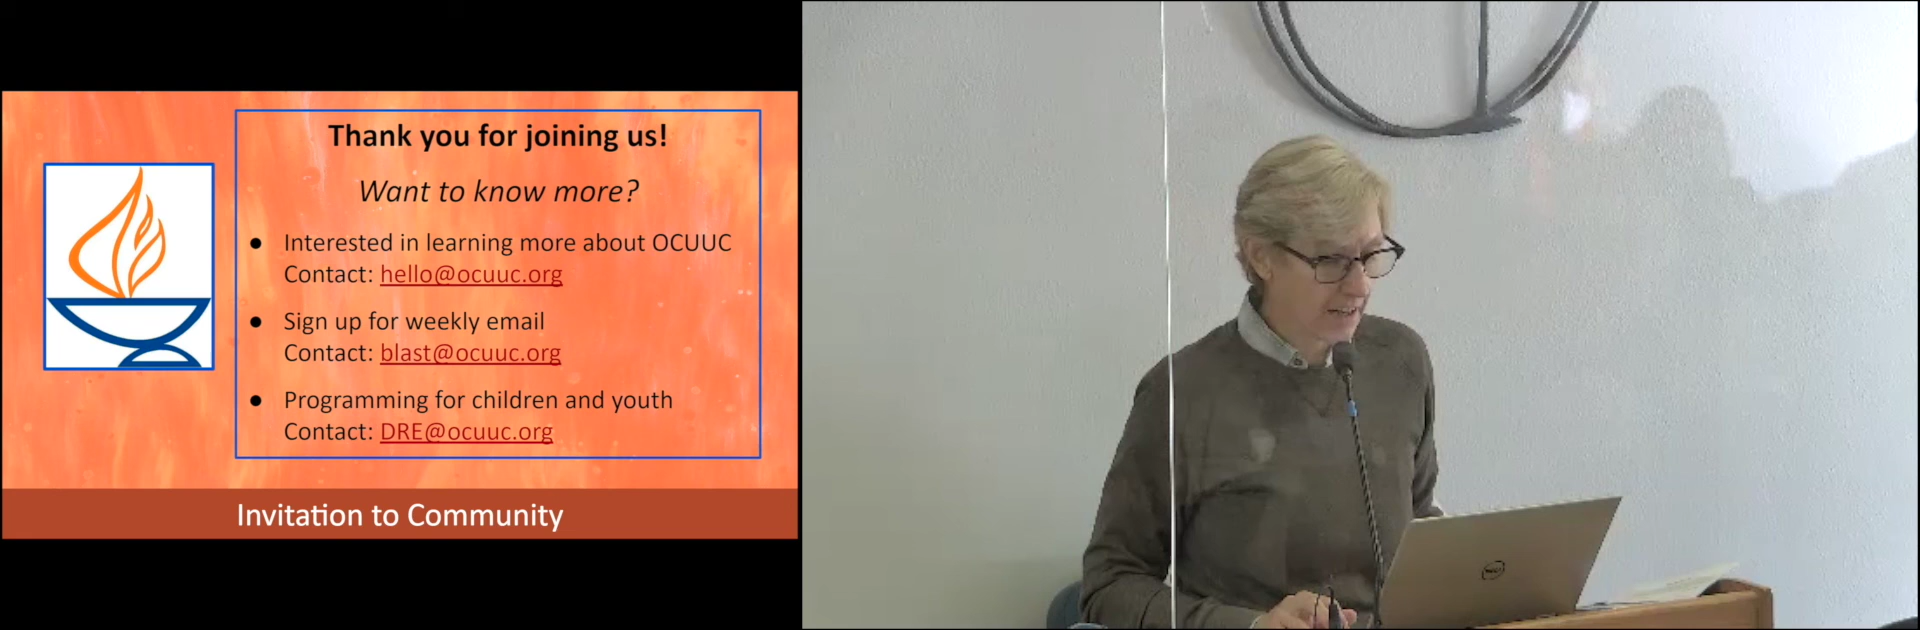 Thank you for joining us!
Want to know more?
● Interested in learning more about OCUUC
Contact: hello@ocuuc.org
● Sign up for weekly email
Contact: blast@ocuuc.org
● Programming for children and youth
Contact: DRE@ocuuc.org
Invitation to Community
DELL